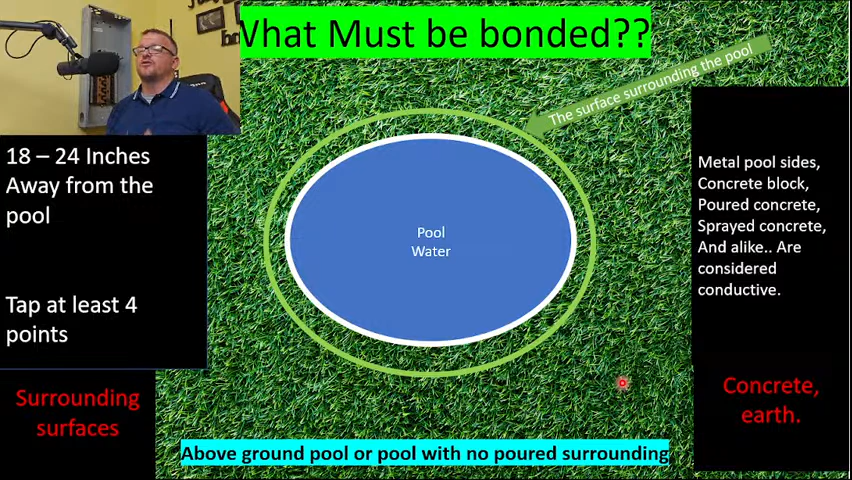 What Must be bonded??
The surface surrounding the pool
18 – 24 Inches
Away from the
pool
Tap at least 4
points
Surrounding
surfaces
Pool
Water
Metal pool sides,
Concrete block,
Poured concrete,
Sprayed concrete,
And alike.. Are
considered
conductive.
Concrete,
earth.
Above ground pool or pool with no poured surrounding